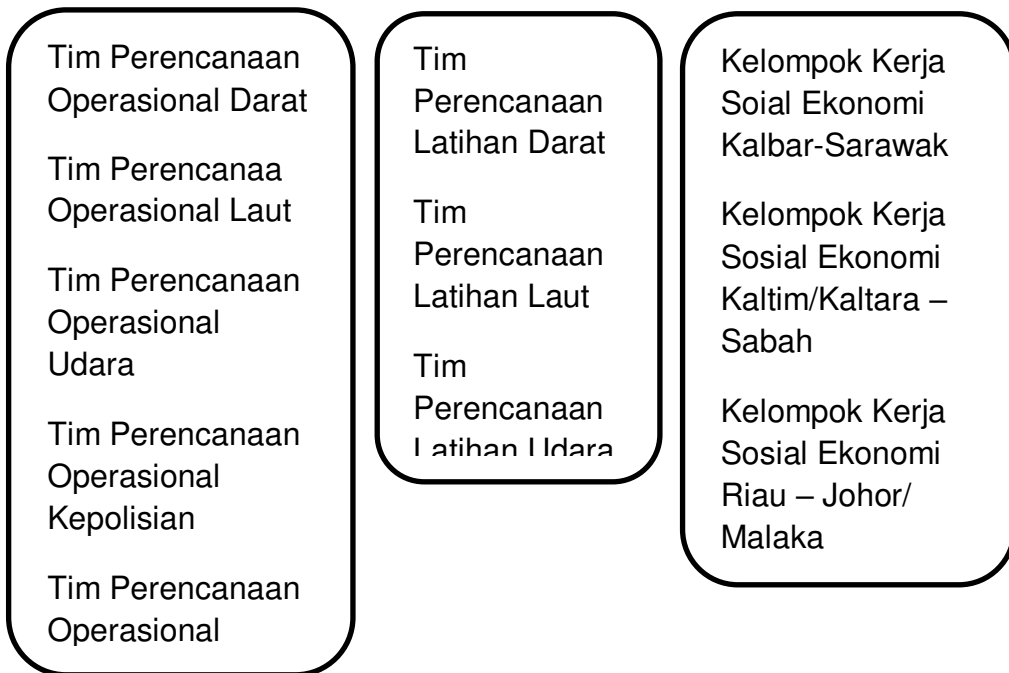 Tim Perencanaan
Operasional Darat
Tim Perencanaa
Operasional Laut
Tim Perencanaan
Operasional
Udara
Tim Perencanaan
Operasional
Kepolisian
Tim Perencanaan
Operasional
Tim
Perencanaan
Latihan Darat
Tim
Perencanaan
Latihan Laut
Tim
Perencanaan
Latihan Udara
Kelompok Kerja
Soial Ekonomi
Kalbar-Sarawak
Kelompok Kerja
Sosial Ekonomi
Kaltim/Kaltara –
Sabah
Kelompok Kerja
Sosial Ekonomi
Riau – Johor/
Malaka